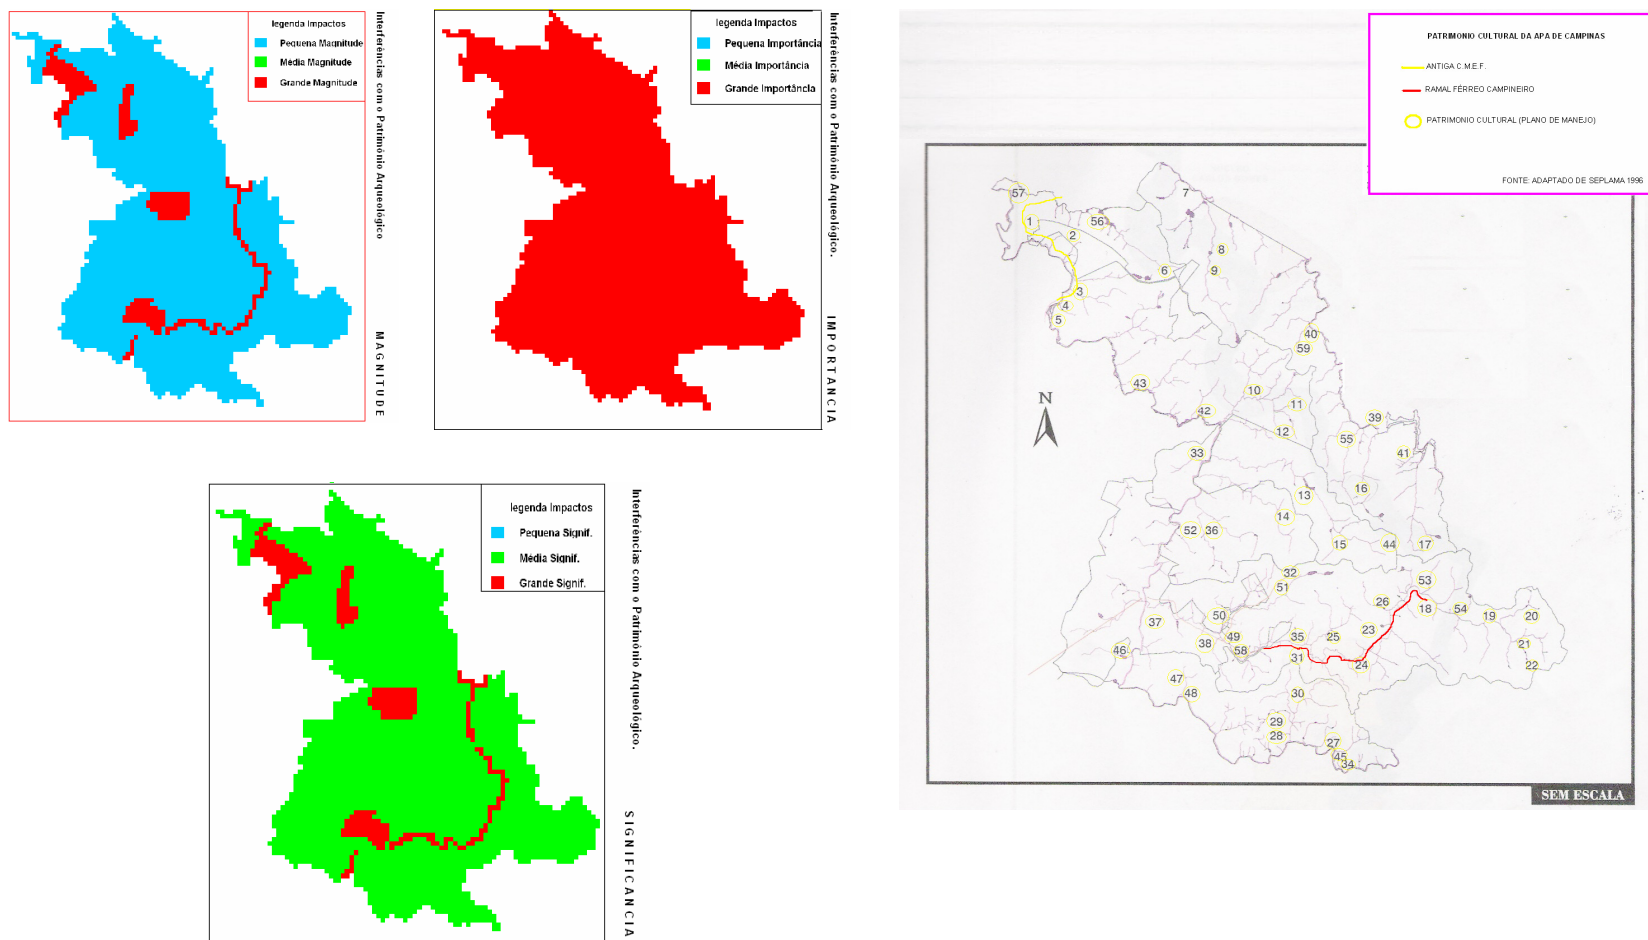 legenda Impactos
Pequena Magnitude
Média Magnitude
Grande Magnitude
Interferências com o Patrimônio Arqueológico
MAGNITUDE
legenda Impactos
Pequena Importância
Média Importância
Grande Importância
Interferências com o Patrimônio Arqueológico.
IMPORTANCIA
legenda Impactos
Pequena Signif.
Média Signif.
Grande Signif.
Interferências com o Patrimônio Arqueológico.
SIGNIFICANCIA
PATRIMONIO CULTURAL DA APA DE CAMPINAS
ANTIGA C.M.E.F.
RAMAL FÉRREO CAMPINEIRO
PATRIMONIO CULTURAL (PLANO DE MANEJO)
FONTE: ADAPTADO DE SEPLAMA 1996
57
7
1
56
2
8
6
9
3
4
5
40
59
43
10
11
42
39
12
55
33
41
16
13
14
52
36
15
44
17
32
53
51
26
18
54
50
19
20
37
23
49
35
25
38
21
46
58
31
24
22
47
48
30
29
28
27
45
34
N
SEM ESCALA